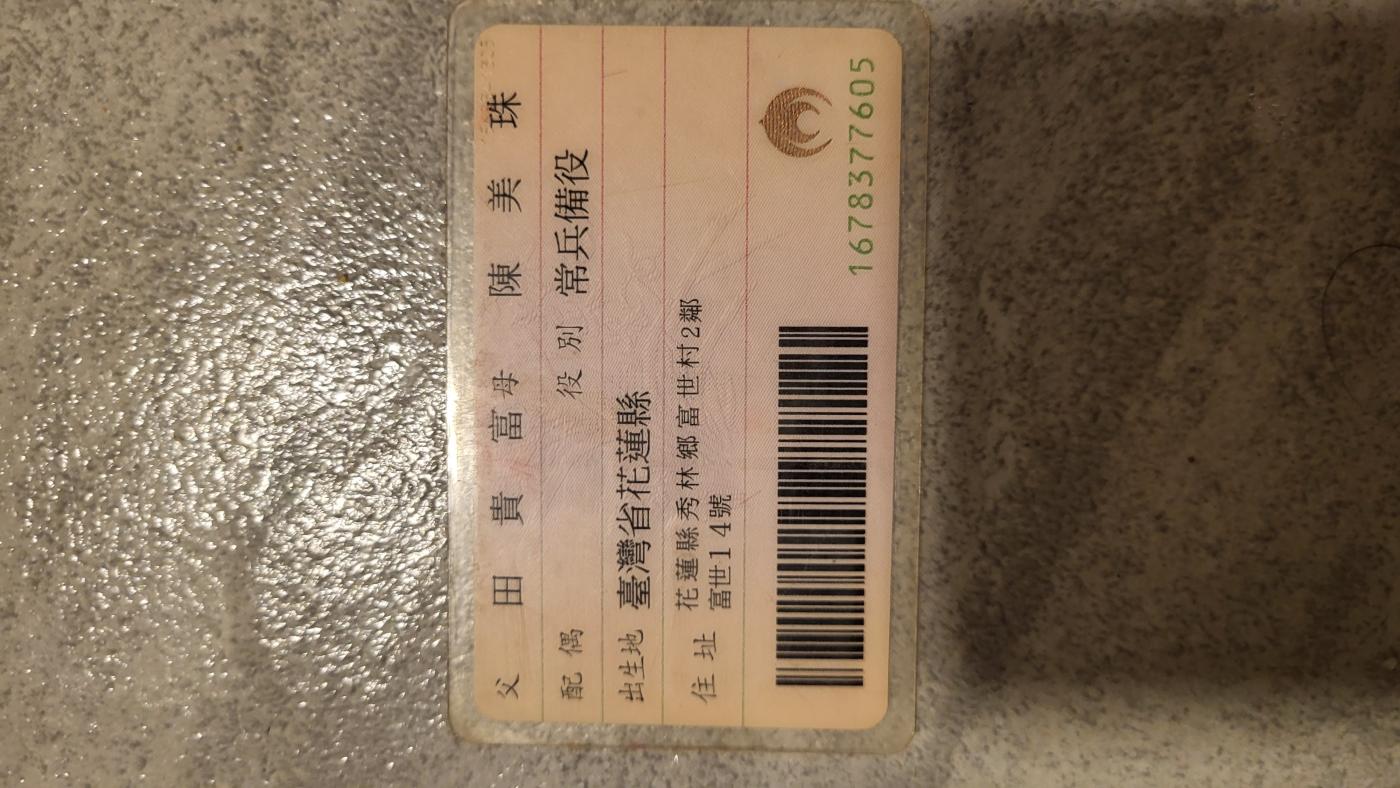 父 田貴富 母 陳美珠
配偶 役別 常兵備役
出生地 臺灣省花蓮縣
住址 花蓮縣秀林鄉富世村2鄰
富世14號
1678377605